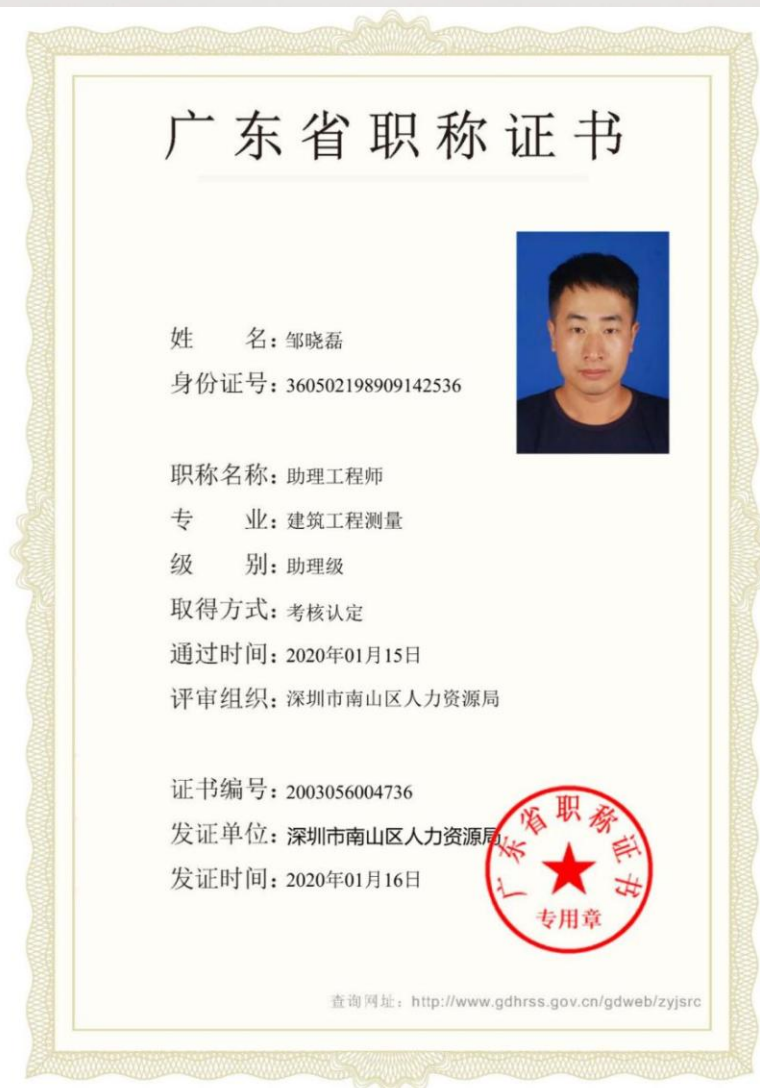 广东省职称证书
姓 名：邹晓磊
身份证号：360502198909142536
职称名称：助理工程师
专 业：建筑工程测量
级 别：助理级
取得方式：考核认定
通过时间：2020年01月15日
评审组织：深圳市南山区人力资源局
证书编号：2003056004736
发证单位：深圳市南山区人力资源局
发证时间：2020年01月16日
广东省职称证书
专用章
查询网址：http://www.gdhrss.gov.cn/gdweb/zyjsrc